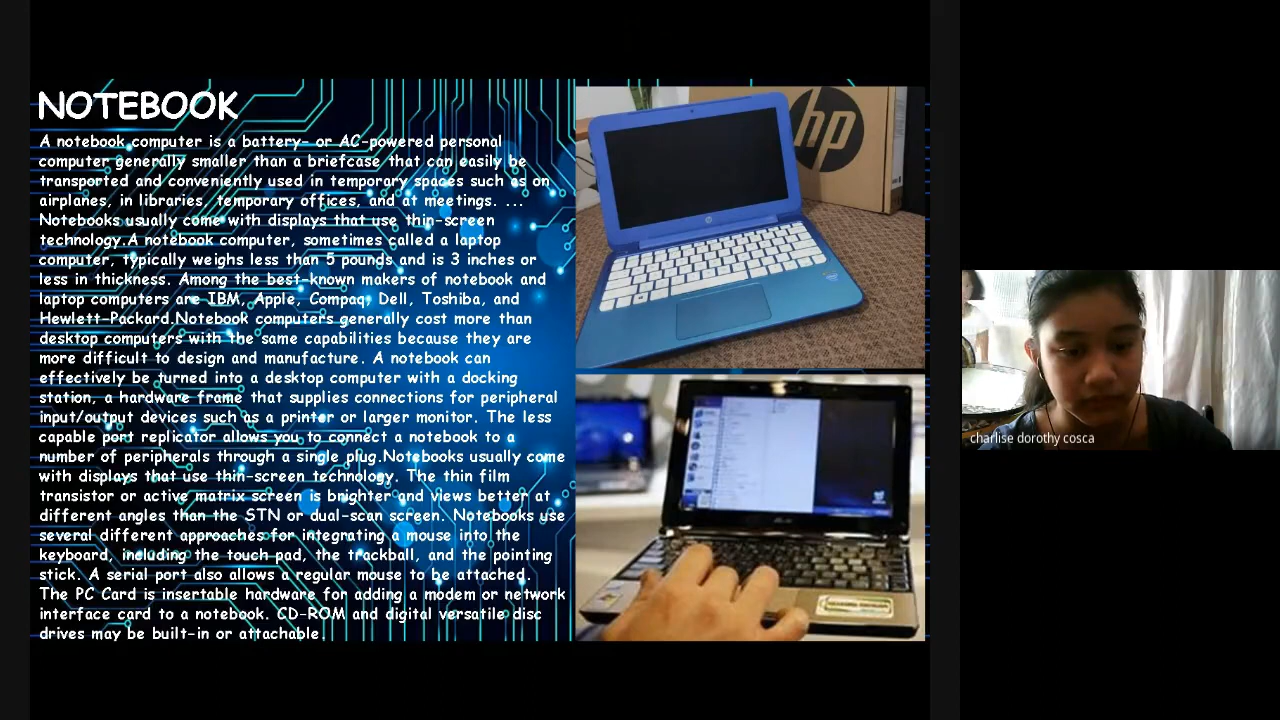 NOTEBOOK
A notebook computer is a battery- or AC-powered personal
computer generally smaller than a briefcase that can easily be
transported and conveniently used in temporary spaces such as on
airplanes, in libraries, temporary offices, and at meetings. ...
Notebooks usually come with displays that use thin-screen
technology.A notebook computer, sometimes called a laptop
computer, typically weighs less than 5 pounds and is 3 inches or
less in thickness. Among the best-known makers of notebook and
laptop computers are IBM, Apple, Compaq, Dell, Toshiba, and
Hewlett-Packard.Notebook computers generally cost more than
desktop computers with the same capabilities because they are
more difficult to design and manufacture. A notebook can
effectively be turned into a desktop computer with a docking
station, a hardware frame that supplies connections for peripheral
input/output devices such as a printer or larger monitor. The less
capable port replicator allows you to connect a notebook to a
number of peripherals through a single plug.Notebooks usually come
with displays that use thin-screen technology. The thin film
transistor or active matrix screen is brighter and views better at
different angles than the STN or dual-scan screen. Notebooks use
several different approaches for integrating a mouse into the
keyboard, including the touch pad, the trackball, and the pointing
stick. A serial port also allows a regular mouse to be attached.
The PC Card is insertable hardware for adding a modem or network
interface card to a notebook. CD-ROM and digital versatile disc
drives may be built-in or attachable
hp
charlise dorothy cosca